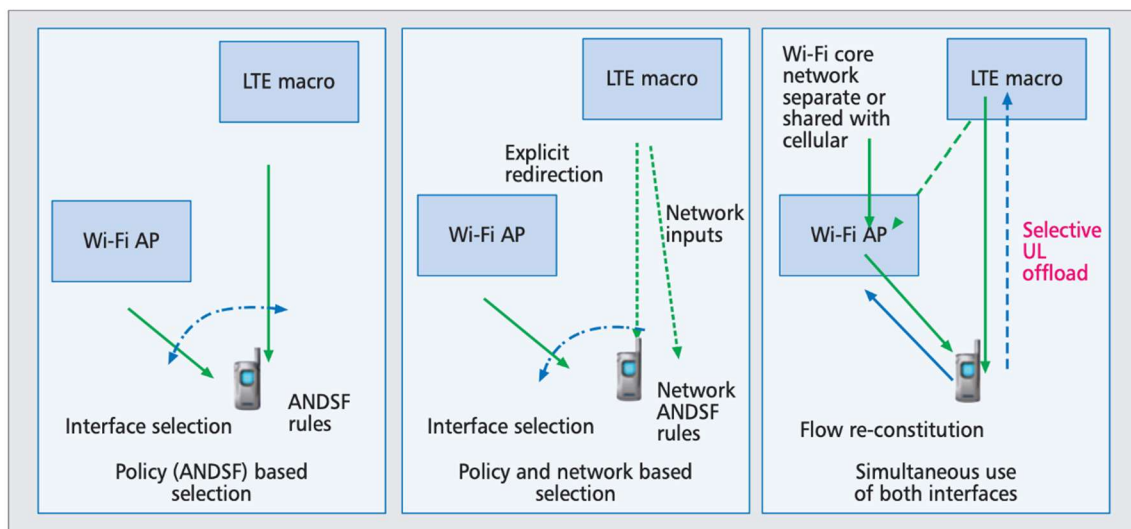 LTE macro
Wi-Fi AP
Interface selection
ANDSF
rules
Policy (ANDSF) based
selection
LTE macro
Explicit
redirection
Wi-Fi AP
Network
inputs
Interface selection
Network
ANDSF
rules
Policy and network based
selection
Wi-Fi core
network
separate or
shared with
cellular
LTE macro
Wi-Fi AP
Selective
UL
offload
Flow re-constitution
Simultaneous use
of both interfaces